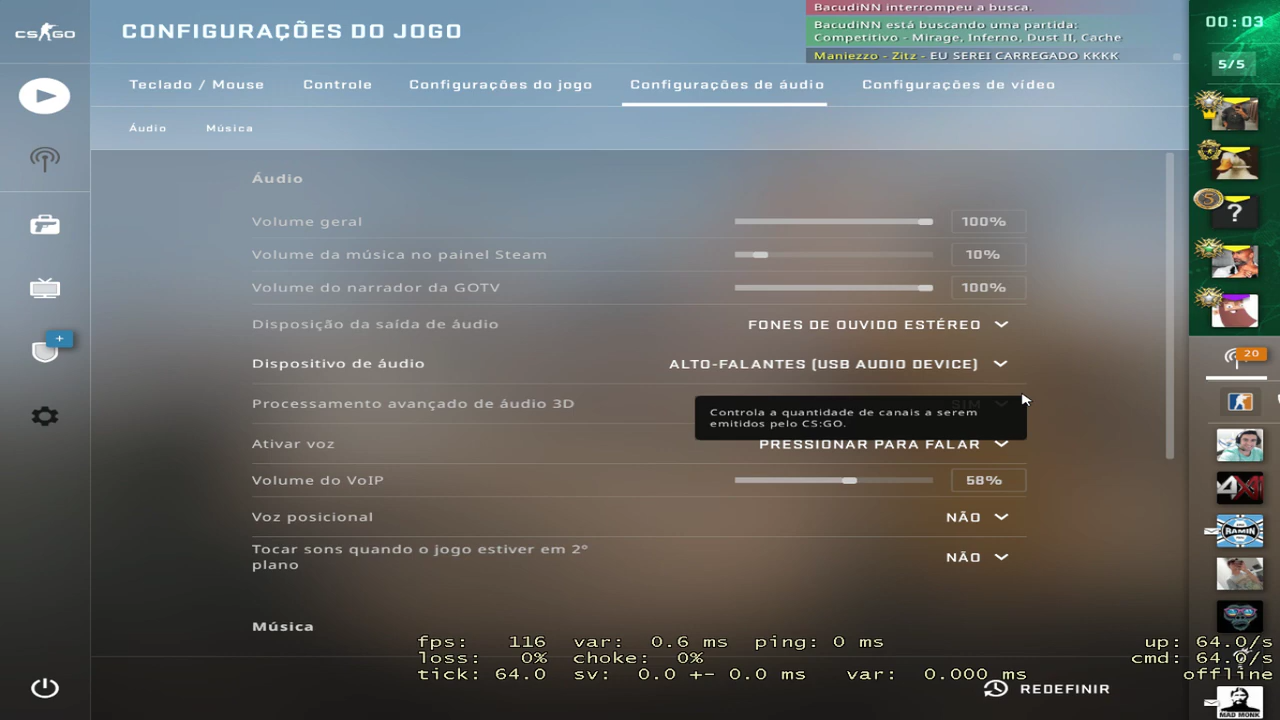 CS GO
CONFIGURAÇÕES DO JOGO
BacudiNN interrompeu a busca.
BacudiNN está buscando uma partida:
Competitivo - Mirage, Inferno, Dust II, Cache
Maniezzo - Zitz - EU SEREI CARREGADO KKKK
00:03
5/5
Teclado / Mouse
Controle
Configurações do jogo
Configurações de áudio
Configurações de vídeo
Áudio
Música
Áudio
Volume geral 100%
Volume da música no painel Steam 10%
Volume do narrador da GOTV 100%
Disposição da saída de áudio FONES DE OUVIDO ESTÉREO
Dispositivo de áudio ALTO-FALANTES (USB AUDIO DEVICE)
Processamento avançado de áudio 3D SIM
Controla a quantidade de canais a serem
emitidos pelo CS:GO.
Ativar voz PRESSIONAR PARA FALAR
Volume do VoIP 58%
Voz posicional NÃO
Tocar sons quando o jogo estiver em 2°
plano NÃO
Música
fps: 116 var: 0.6 ms ping: 0 ms
loss: 0% choke: 0%
tick: 64.0 sv: 0.0 +- 0.0 ms var: 0.000 ms
up: 64.0/s
cmd: 64.0/s
offline
REDEFINIR
5
?
20
+
4X1
RAMIN
MAD MONK